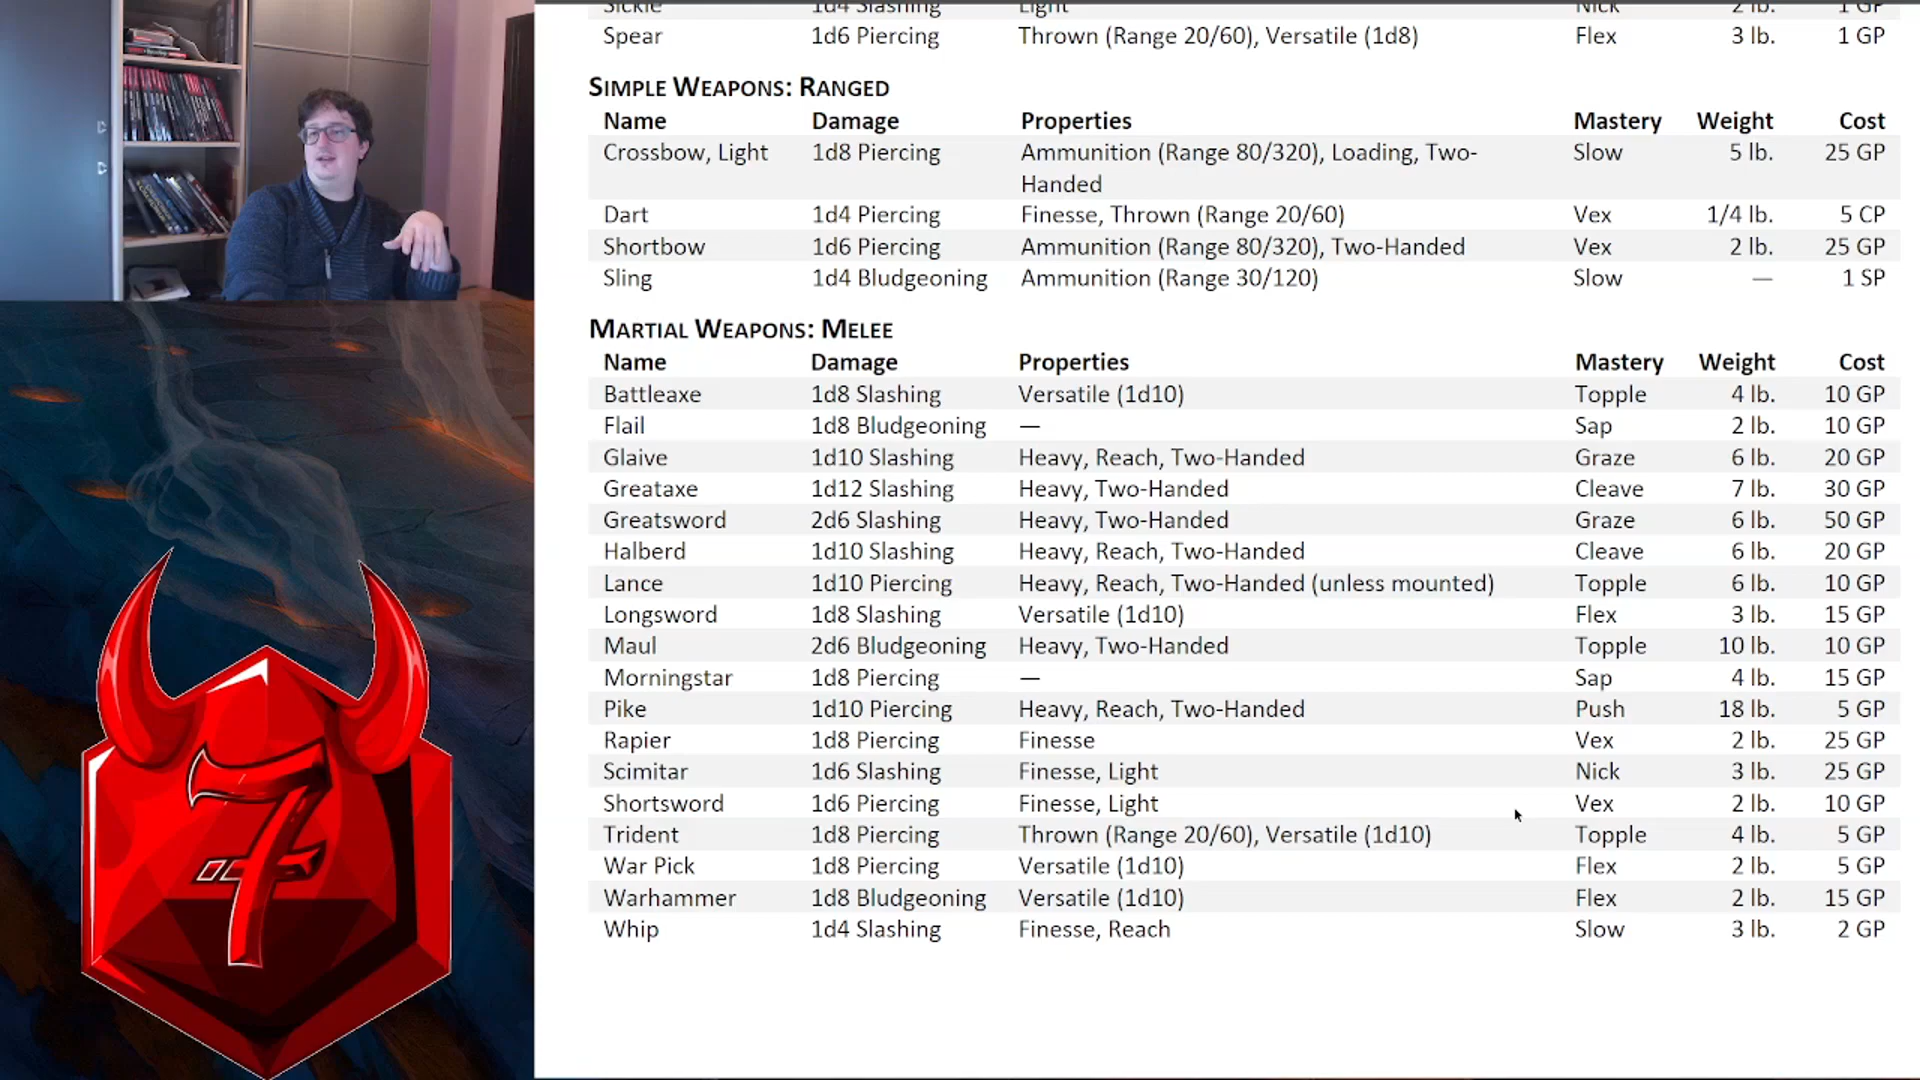 Sickle 1d4 Slashing Light Nick 2 lb. 1 GP
Spear 1d6 Piercing Thrown (Range 20/60), Versatile (1d8) Flex 3 lb. 1 GP
SIMPLE WEAPONS: RANGED
Name Damage Properties Mastery Weight Cost
Crossbow, Light 1d8 Piercing Ammunition (Range 80/320), Loading, Two-
Handed Slow 5 lb. 25 GP
Dart 1d4 Piercing Finesse, Thrown (Range 20/60) Vex 1/4 lb. 5 CP
Shortbow 1d6 Piercing Ammunition (Range 80/320), Two-Handed Vex 2 lb. 25 GP
Sling 1d4 Bludgeoning Ammunition (Range 30/120) Slow — 1 SP
MARTIAL WEAPONS: MELEE
Name Damage Properties Mastery Weight Cost
Battleaxe 1d8 Slashing Versatile (1d10) Topple 4 lb. 10 GP
Flail 1d8 Bludgeoning — Sap 2 lb. 10 GP
Glaive 1d10 Slashing Heavy, Reach, Two-Handed Graze 6 lb. 20 GP
Greataxe 1d12 Slashing Heavy, Two-Handed Cleave 7 lb. 30 GP
Greatsword 2d6 Slashing Heavy, Two-Handed Graze 6 lb. 50 GP
Halberd 1d10 Slashing Heavy, Reach, Two-Handed Cleave 6 lb. 20 GP
Lance 1d10 Piercing Heavy, Reach, Two-Handed (unless mounted) Topple 6 lb. 10 GP
Longsword 1d8 Slashing Versatile (1d10) Flex 3 lb. 15 GP
Maul 2d6 Bludgeoning Heavy, Two-Handed Topple 10 lb. 10 GP
Morningstar 1d8 Piercing — Sap 4 lb. 15 GP
Pike 1d10 Piercing Heavy, Reach, Two-Handed Push 18 lb. 5 GP
Rapier 1d8 Piercing Finesse Vex 2 lb. 25 GP
Scimitar 1d6 Slashing Finesse, Light Nick 3 lb. 25 GP
Shortsword 1d6 Piercing Finesse, Light Vex 2 lb. 10 GP
Trident 1d8 Piercing Thrown (Range 20/60), Versatile (1d10) Topple 4 lb. 5 GP
War Pick 1d8 Piercing Versatile (1d10) Flex 2 lb. 5 GP
Warhammer 1d8 Bludgeoning Versatile (1d10) Flex 2 lb. 15 GP
Whip 1d4 Slashing Finesse, Reach Slow 3 lb. 2 GP
7